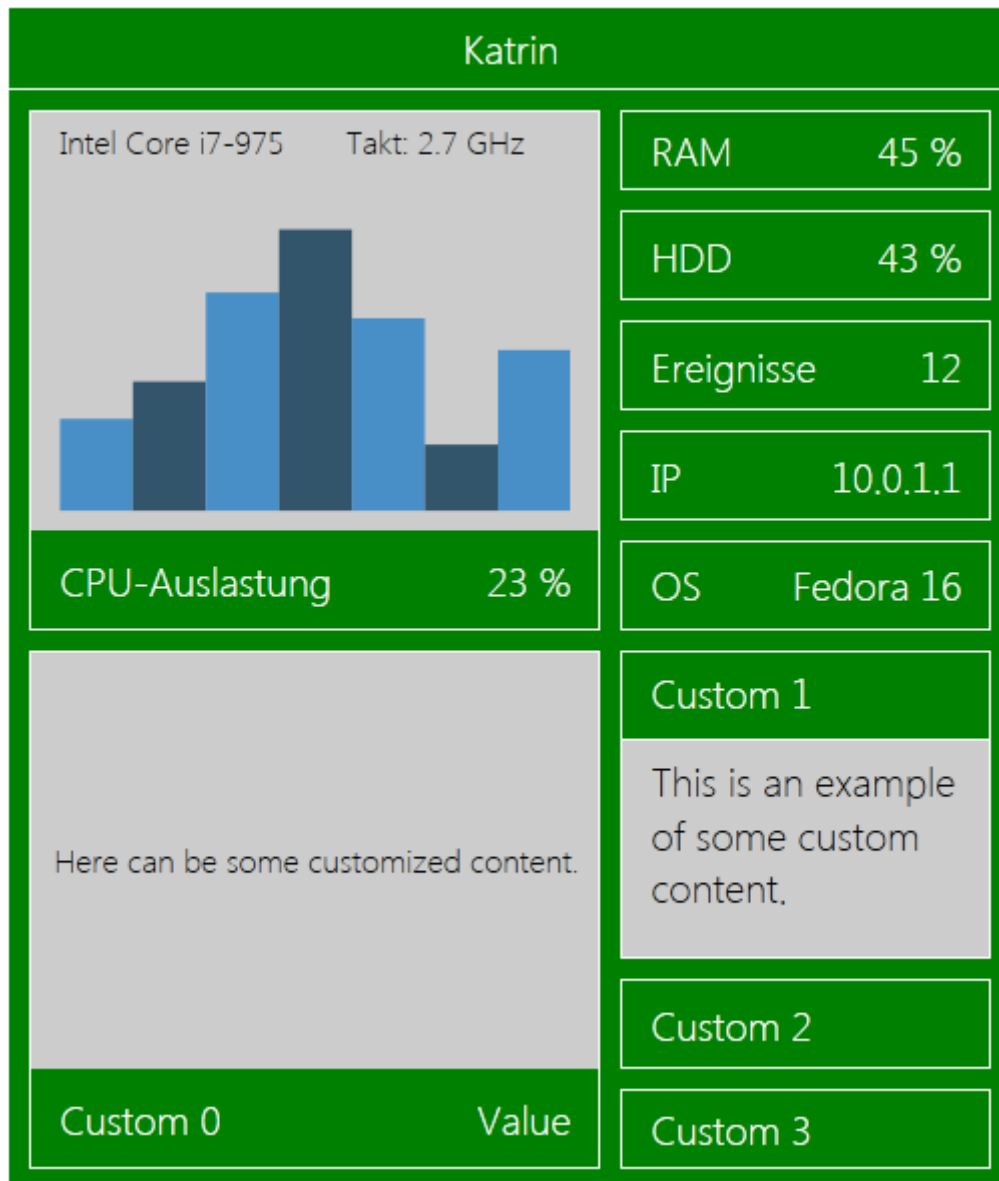 Katrin
Intel Core i7-975 Takt: 2.7 GHz
CPU-Auslastung 23 %
RAM 45 %
HDD 43 %
Ereignisse 12
IP 10.0.1.1
OS Fedora 16
Here can be some customized content.
Custom 0 Value
Custom 1
This is an example
of some custom
content.
Custom 2
Custom 3